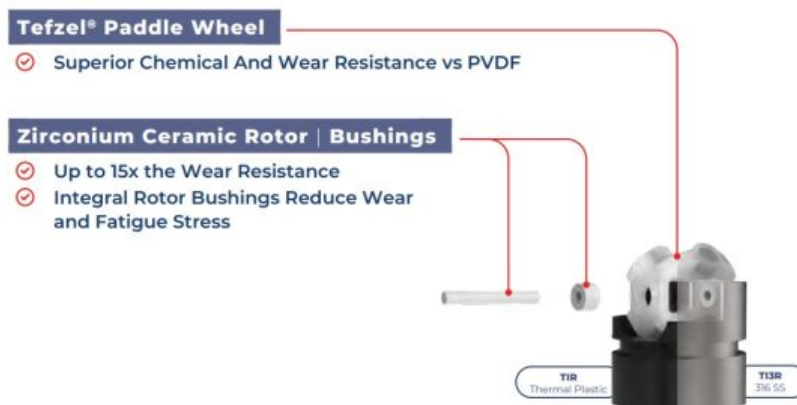 Tefzel® Paddle Wheel
Superior Chemical And Wear Resistance vs PVDF
Zirconium Ceramic Rotor | Bushings
Up to 15x the Wear Resistance
Integral Rotor Bushings Reduce Wear
and Fatigue Stress
TIR
Thermal Plastic
TI3R
316 SS